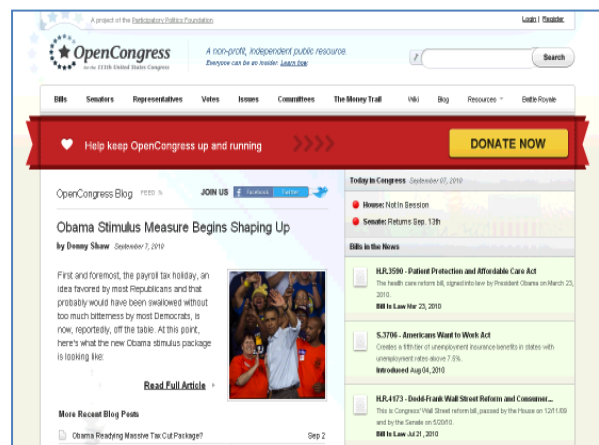 A project of the Participatory Politics Foundation
Login | Register
OpenCongress
for the 111th United States Congress
A non-profit, independent public resource.
Everyone can be an insider. Learn how
?
Search
Bills Senators Representatives Votes Issues Committees The Money Trail Wiki Blog Resources Battle Royale
Help keep OpenCongress up and running
DONATE NOW
OpenCongress Blog FEED
JOIN US Facebook Twitter
Obama Stimulus Measure Begins Shaping Up
by Donny Shaw September 7, 2010
First and foremost, the payroll tax holiday, an
idea favored by most Republicans and that
probably would have been swallowed without
too much bitterness by most Democrats, is
now, reportedly, off the table. At this point,
here's what the new Obama stimulus package
is looking like:
Read Full Article
More Recent Blog Posts
Obama Readying Massive Tax Cut Package? Sep 2
Today in Congress September 07, 2010
House: Not In Session
Senate: Returns Sep. 13th
Bills in the News
H.R.3590 - Patient Protection and Affordable Care Act
The health care reform bill, signed into law by President Obama on March 23,
2010.
Bill Is Law Mar 23, 2010
S.3706 - Americans Want to Work Act
Creates a fifth tier of unemployment insurance benefits in states with
unemployment rates above 7.5%.
Introduced Aug 04, 2010
H.R.4173 - Dodd-Frank Wall Street Reform and Consumer...
This is Congress' Wall Street reform bill, passed by the House on 12/11/09
and by the Senate on 5/20/10.
Bill Is Law Jul 21, 2010